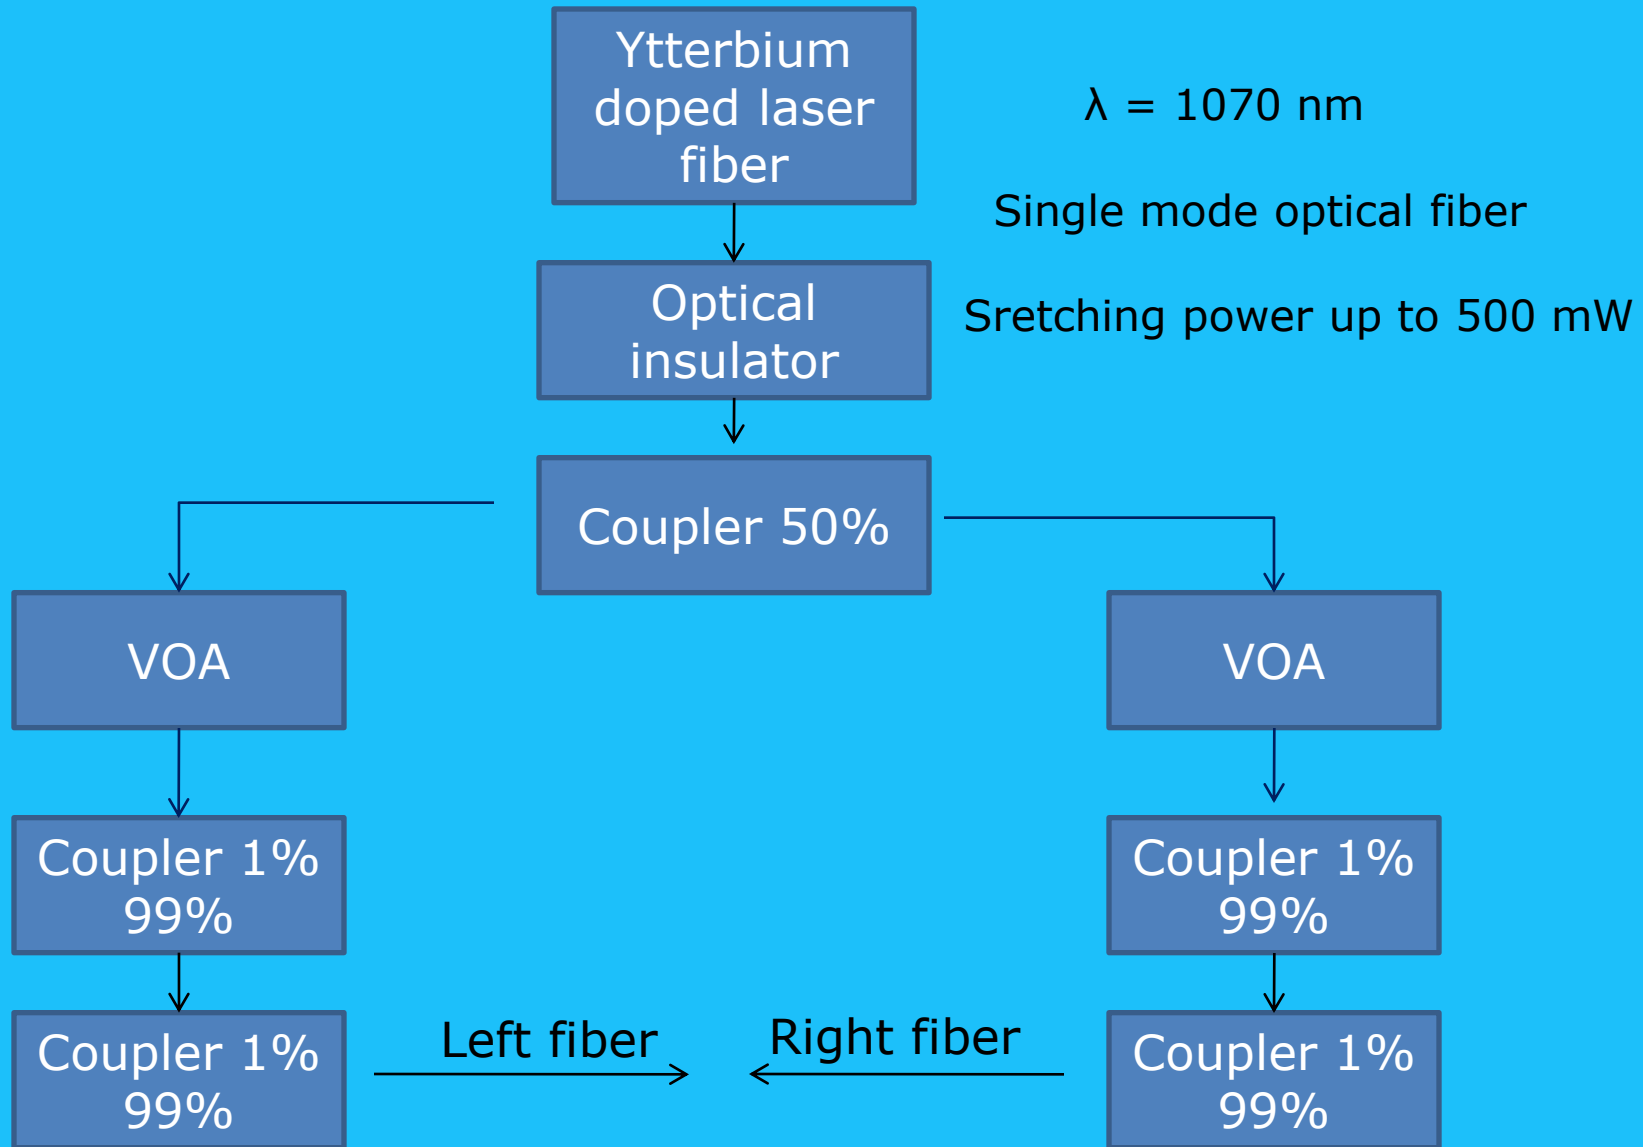 Ytterbium
doped laser
fiber
λ = 1070 nm
Single mode optical fiber
Optical
insulator
Sretching power up to 500 mW
Coupler 50%
VOA
VOA
Coupler 1%
99%
Coupler 1%
99%
Coupler 1%
99%
Left fiber
Right fiber
Coupler 1%
99%